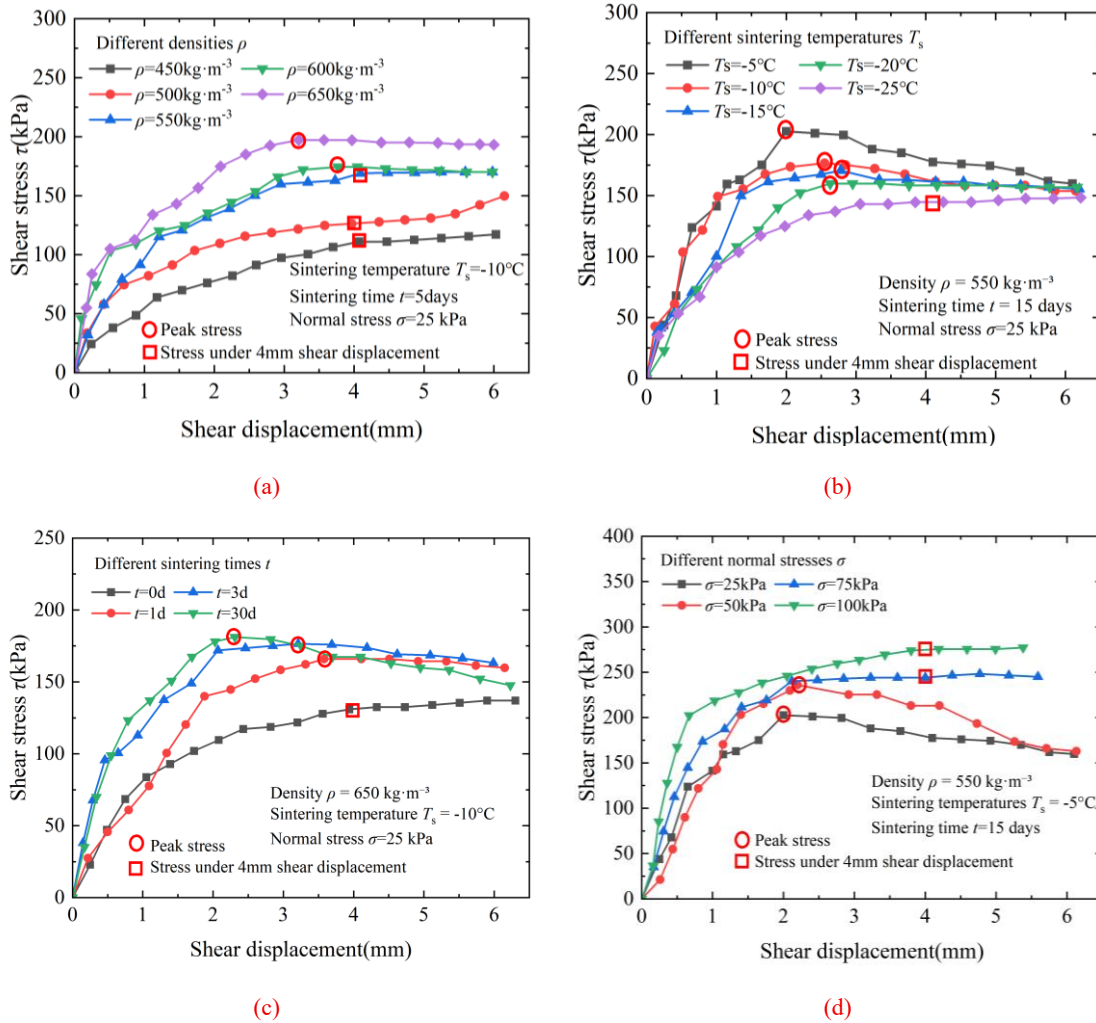 300
250
200
150
100
50
0
Shear stress τ(kPa)
Different densities ρ
ρ=450kg·m-3 ρ=600kg·m-3
ρ=500kg·m-3 ρ=650kg·m-3
ρ=550kg·m-3
Sintering temperature Ts=-10°C
Sintering time t=5days
Normal stress σ=25 kPa
Peak stress
Stress under 4mm shear displacement
0 1 2 3 4 5 6
Shear displacement(mm)
(a)
300
250
200
150
100
50
0
Shear stress τ(kPa)
Different sintering temperatures Ts
Ts=-5°C Ts=-20°C
Ts=-10°C Ts=-25°C
Ts=-15°C
Density ρ = 550 kg·m⁻³
Sintering time t = 15 days
Normal stress σ=25 kPa
Peak stress
Stress under 4mm shear displacement
0 1 2 3 4 5 6
Shear displacement(mm)
(b)
250
200
150
100
50
0
Shear stress τ(kPa)
Different sintering times t
t=0d t=3d
t=1d t=30d
Density ρ = 650 kg·m⁻³
Sintering temperature Ts = -10°C
Normal stress σ=25 kPa
Peak stress
Stress under 4mm shear displacement
0 1 2 3 4 5 6
Shear displacement(mm)
(c)
400
350
300
250
200
150
100
50
0
Shear stress τ(kPa)
Different normal stresses σ
σ=25kPa σ=75kPa
σ=50kPa σ=100kPa
Density ρ = 550 kg·m⁻³
Sintering temperatures Ts = -5°C
Sintering time t=15 days
Peak stress
Stress under 4mm shear displacement
0 1 2 3 4 5 6
Shear displacement(mm)
(d)